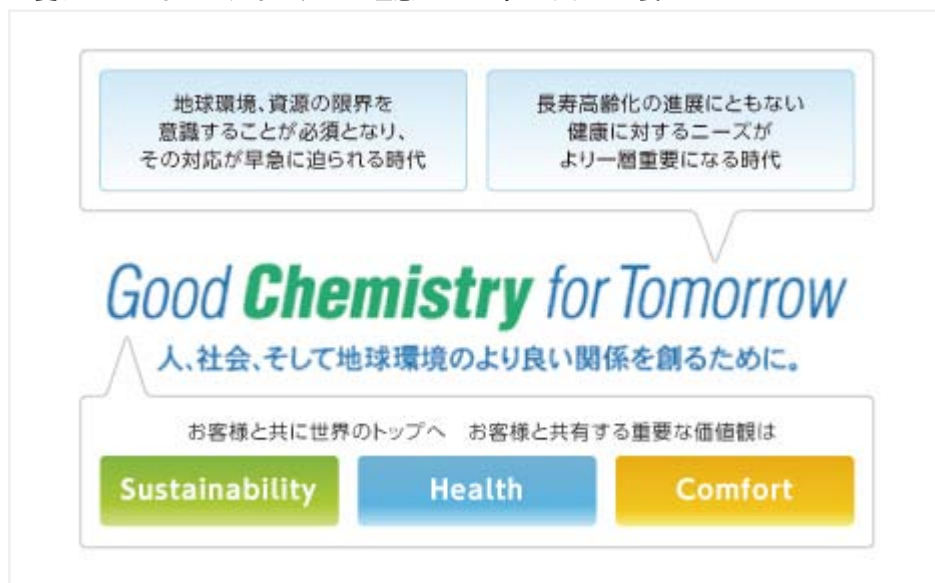 地球環境、資源の限界を
意識することが必須となり、
その対応が早急に迫られる時代
長寿高齢化の進展にともない
健康に対するニーズが
より一層重要になる時代
Good Chemistry for Tomorrow
人、社会、そして地球環境のより良い関係を創るために。
お客様と共に世界のトップへ　お客様と共有する重要な価値観は
Sustainability
Health
Comfort